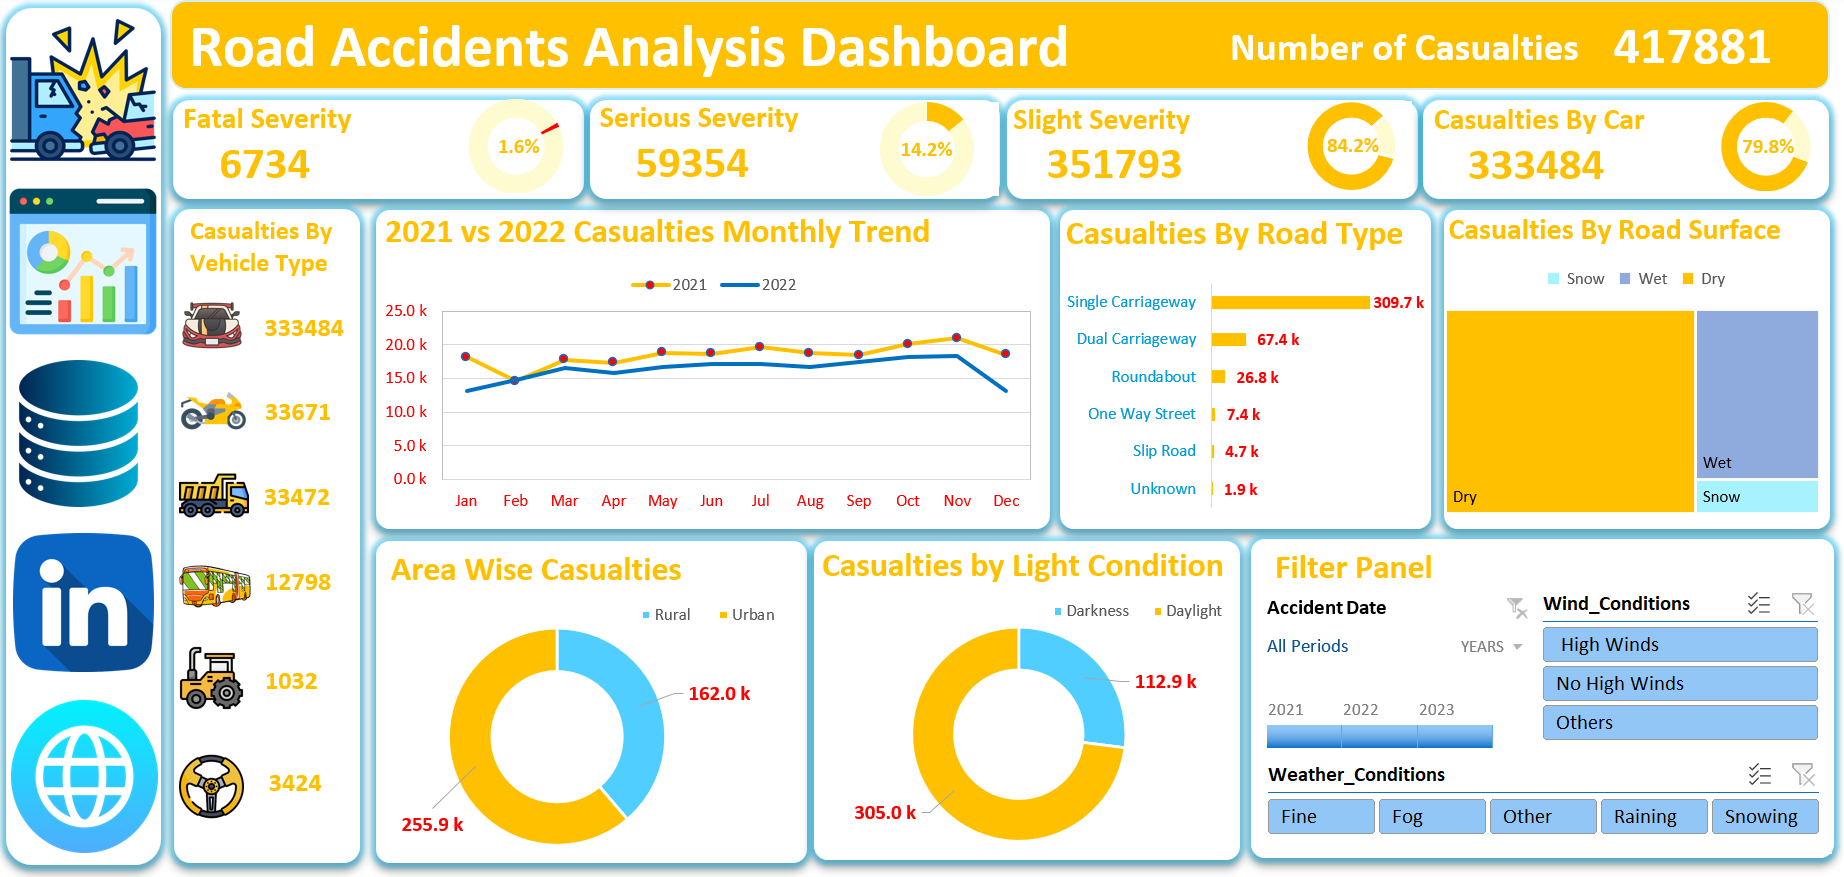 Road Accidents Analysis Dashboard
Number of Casualties 417881
Fatal Severity
6734
1.6%
Serious Severity
59354
14.2%
Slight Severity
351793
84.2%
Casualties By Car
333484
79.8%
Casualties By
Vehicle Type
333484
33671
33472
12798
1032
3424
2021 vs 2022 Casualties Monthly Trend
2021 2022
25.0 k
20.0 k
15.0 k
10.0 k
5.0 k
0.0 k
Jan Feb Mar Apr May Jun Jul Aug Sep Oct Nov Dec
Casualties By Road Type
Single Carriageway 309.7 k
Dual Carriageway 67.4 k
Roundabout 26.8 k
One Way Street 7.4 k
Slip Road 4.7 k
Unknown 1.9 k
Casualties By Road Surface
Snow Wet Dry
Wet
Dry
Snow
Area Wise Casualties
Rural Urban
162.0 k
255.9 k
Casualties by Light Condition
Darkness Daylight
112.9 k
305.0 k
Filter Panel
Accident Date
All Periods YEARS
2021 2022 2023
Wind_Conditions
High Winds
No High Winds
Others
Weather_Conditions
Fine Fog Other Raining Snowing
in